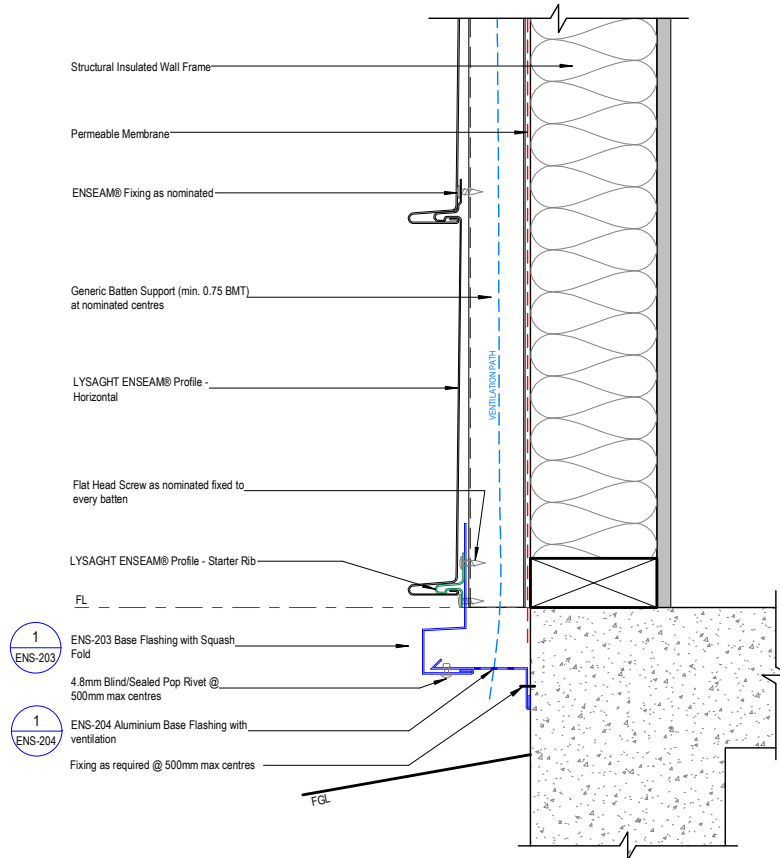 Structural Insulated Wall Frame
Permeable Membrane
ENSEAM® Fixing as nominated
Generic Batten Support (min. 0.75 BMT)
at nominated centres
VENTILATION PATH
LYSAGHT ENSEAM® Profile -
Horizontal
Flat Head Screw as nominated fixed to
every batten
LYSAGHT ENSEAM® Profile - Starter Rib
FL
1
ENS-203
ENS-203 Base Flashing with Squash
Fold
4.8mm Blind/Sealed Pop Rivet @
500mm max centres
1
ENS-204
ENS-204 Aluminium Base Flashing with
ventilation
Fixing as required @ 500mm max centres
FGL